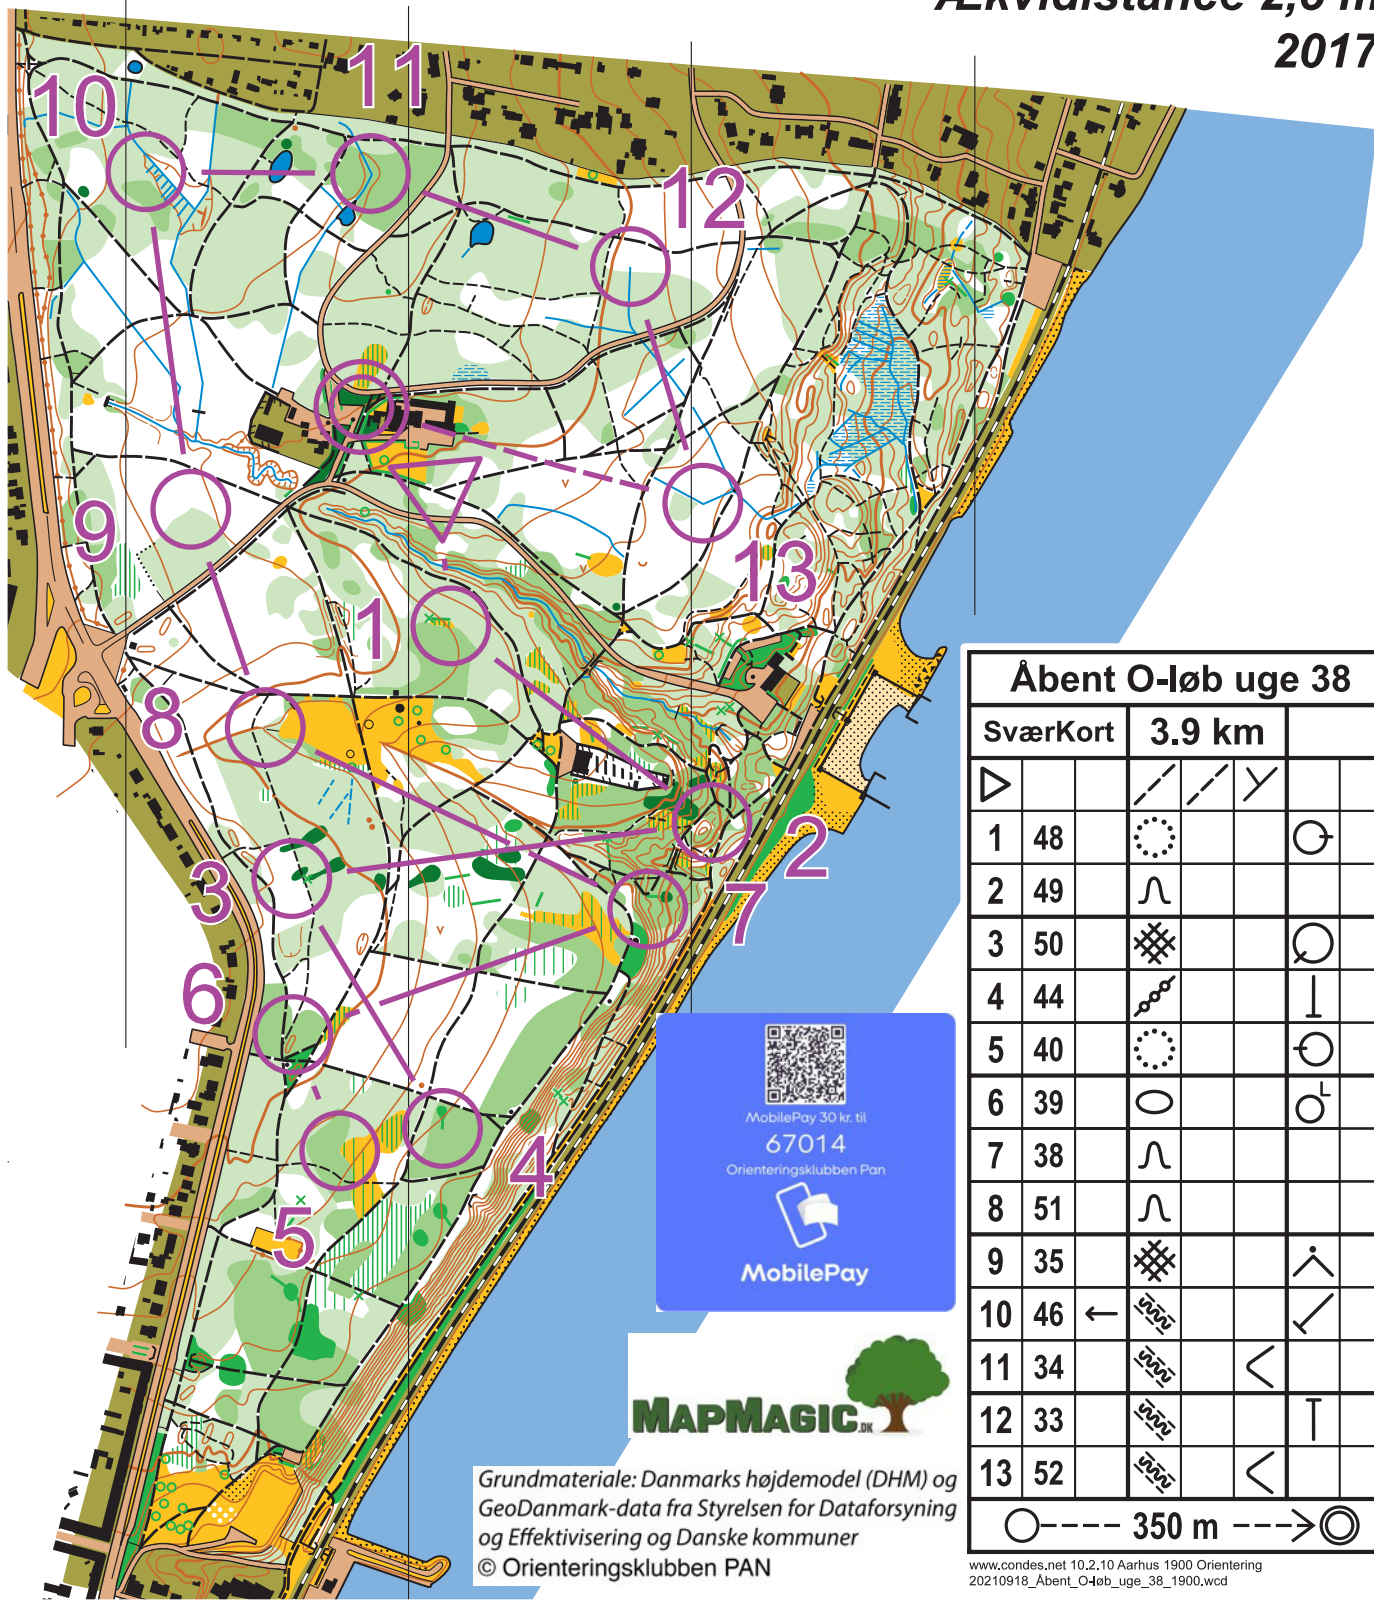 2017
10
11
12
9
13
1
8
3
2
7
6
4
5
Åbent O-løb uge 38
SværKort 3.9 km
1 48
2 49
3 50
4 44
5 40
6 39
7 38
8 51
9 35
10 46
11 34
12 33
13 52
350 m
MobilePay 30 kr. til
67014
Orienteringsklubben Pan
MobilePay
MAPMAGIC.DK
Grundmateriale: Danmarks højdemodel (DHM) og
GeoDanmark-data fra Styrelsen for Dataforsyning
og Effektivisering og Danske kommuner
© Orienteringsklubben PAN
www.condes.net 10.2.10 Aarhus 1900 Orientering
20210918_Åbent_O-løb_uge_38_1900.wcd